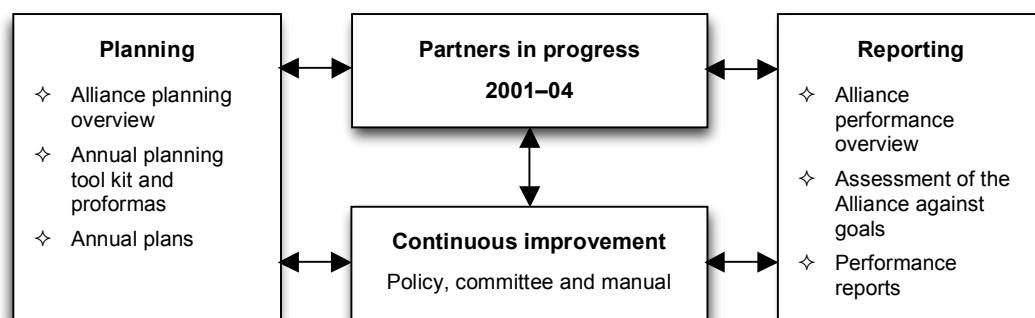 Planning
✧ Alliance planning
overview
✧ Annual planning
tool kit and
proformas
✧ Annual plans
Partners in progress
2001–04
Continuous improvement
Policy, committee and manual
Reporting
✧ Alliance
performance
overview
✧ Assessment of the
Alliance against
goals
✧ Performance
reports